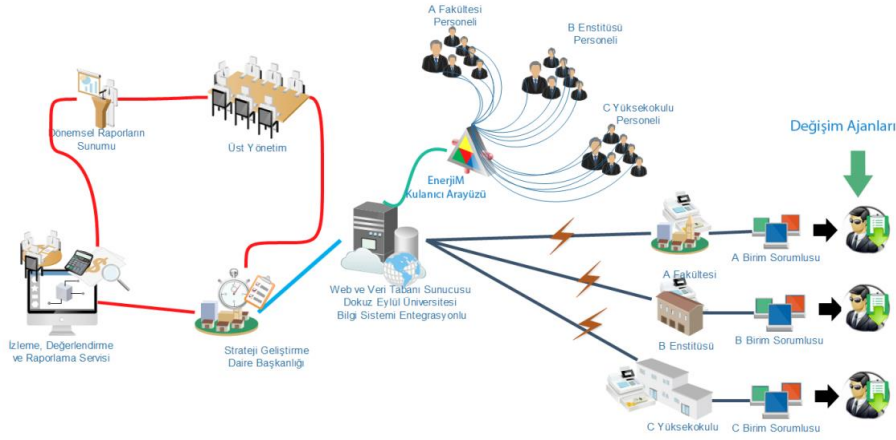 A Fakültesi
Personeli
B Enstitüsü
Personeli
C Yüksekokulu
Personeli
Değişim Ajanları
Dönemsel Raporların
Sunumu
Üst Yönetim
EnerjiM
Kulanıcı Arayüzü
A Fakültesi
A Birim Sorumlusu
Web ve Veri Tabanı Sunucusu
Dokuz Eylül Üniversitesi
Bilgi Sistemi Entegrasyonlu
B Enstitüsü
B Birim Sorumlusu
İzleme, Değerlendirme
ve Raporlama Servisi
Strateji Geliştirme
Daire Başkanlığı
C Yüksekokulu
C Birim Sorumlusu